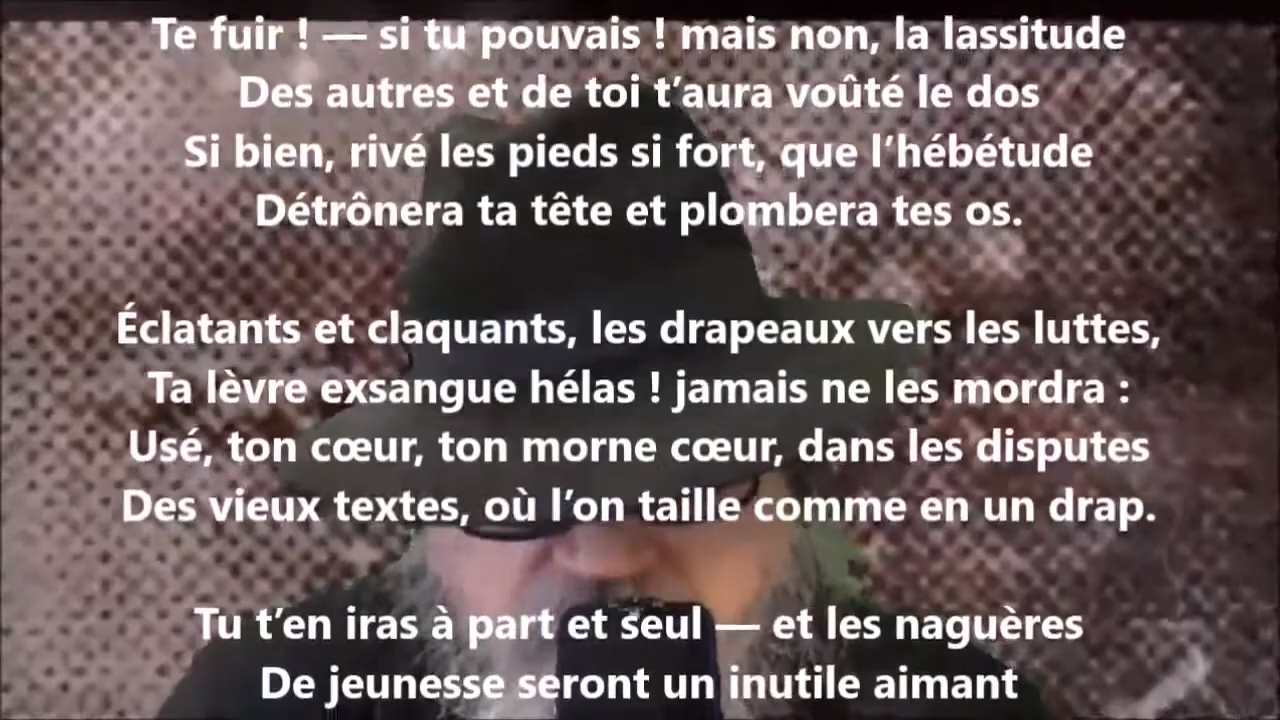 Te fuir ! — si tu pouvais ! mais non, la lassitude
Des autres et de toi t’aura voûté le dos
Si bien, rivé les pieds si fort, que l’hébétude
Détrônera ta tête et plombera tes os.
Éclatants et claquants, les drapeaux vers les luttes,
Ta lèvre exsangue hélas ! jamais ne les mordra :
Usé, ton cœur, ton morne cœur, dans les disputes
Des vieux textes, où l’on taille comme en un drap.
Tu t’en iras à part et seul — et les naguères
De jeunesse seront un inutile aimant